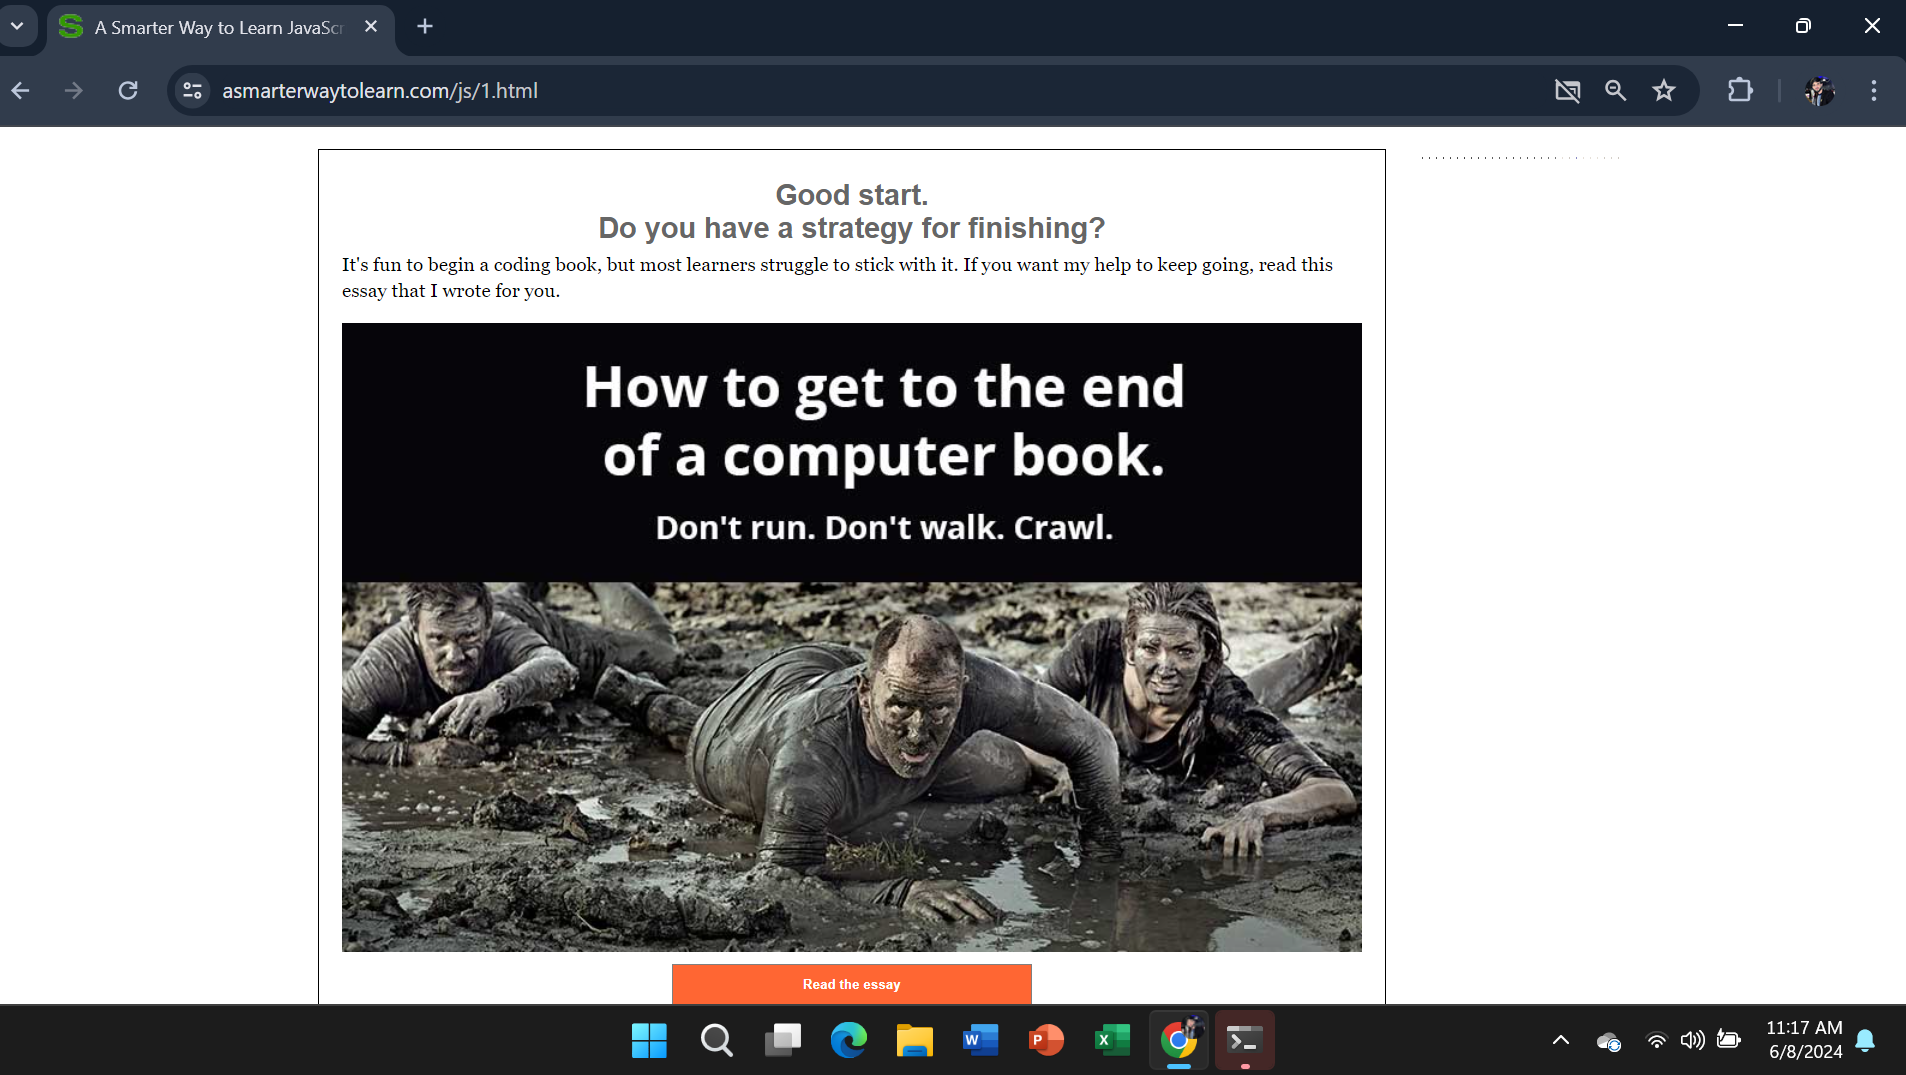 A Smarter Way to Learn JavaScr
asmarterwaytolearn.com/js/1.html
Good start.
Do you have a strategy for finishing?
It's fun to begin a coding book, but most learners struggle to stick with it. If you want my help to keep going, read this
essay that I wrote for you.
How to get to the end
of a computer book.
Don't run. Don't walk. Crawl.
Read the essay
11:17 AM
6/8/2024